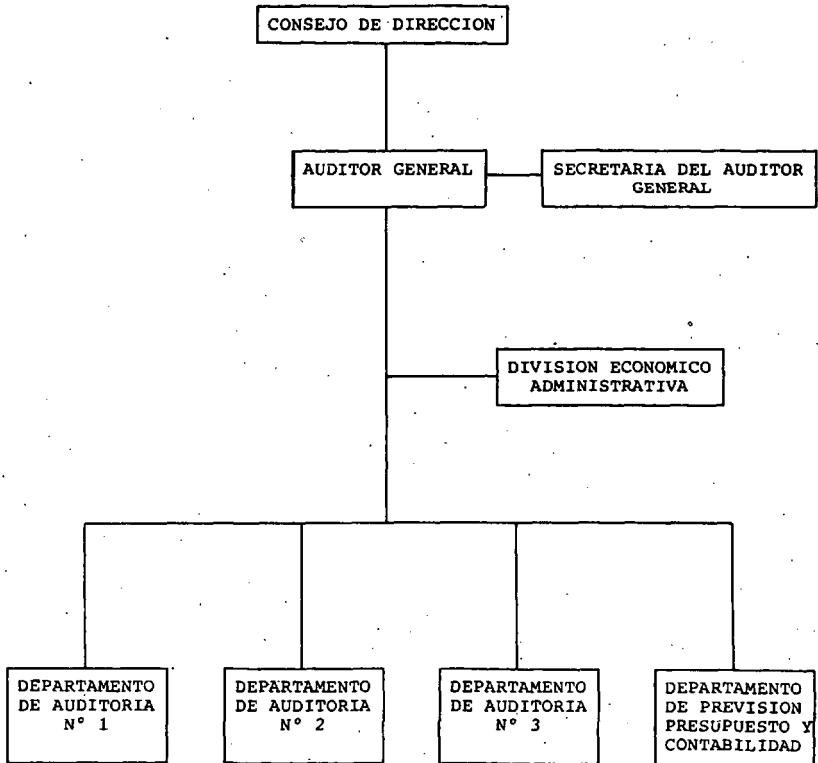 CONSEJO DE DIRECCION
AUDITOR GENERAL
SECRETARIA DEL AUDITOR
GENERAL
DIVISION ECONOMICO
ADMINISTRATIVA
DEPARTAMENTO
DE AUDITORIA
N° 1
DEPARTAMENTO
DE AUDITORIA
N° 2
DEPARTAMENTO
DE AUDITORIA
N° 3
DEPARTAMENTO
DE PREVISION
PRESUPUESTO Y
CONTABILIDAD